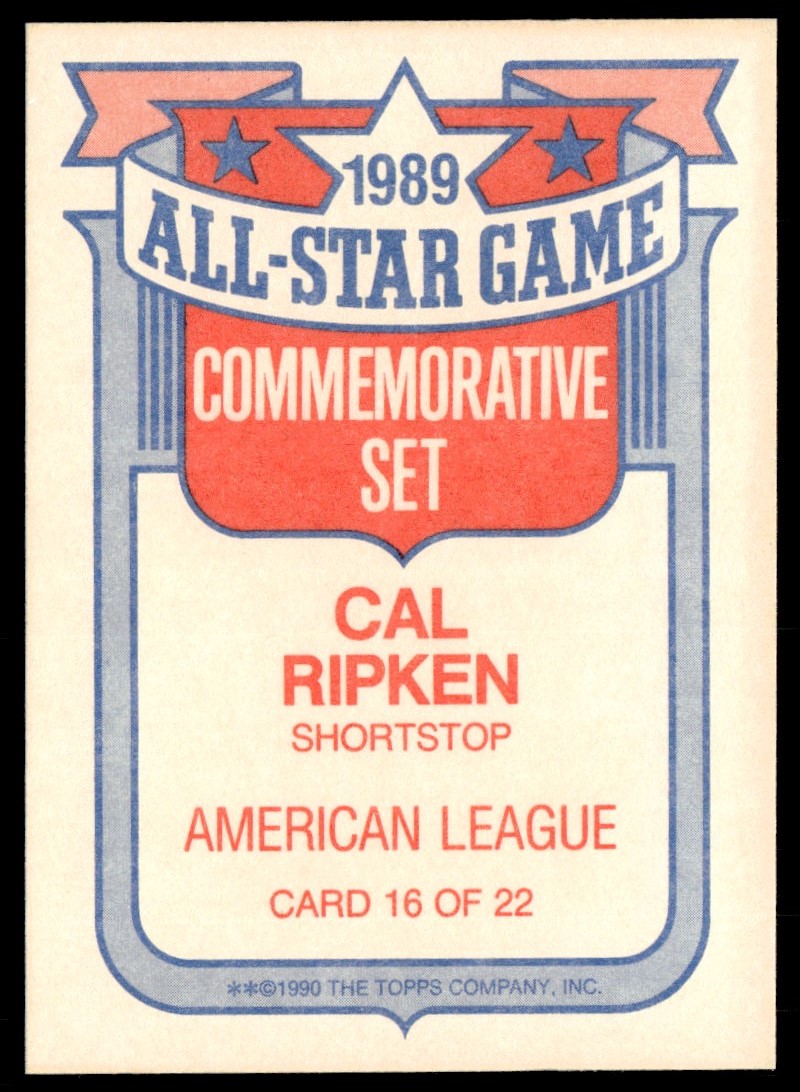 1989
ALL-STAR GAME
COMMEMORATIVE
SET
CAL
RIPKEN
SHORTSTOP
AMERICAN LEAGUE
CARD 16 OF 22
**©1990 THE TOPPS COMPANY, INC.